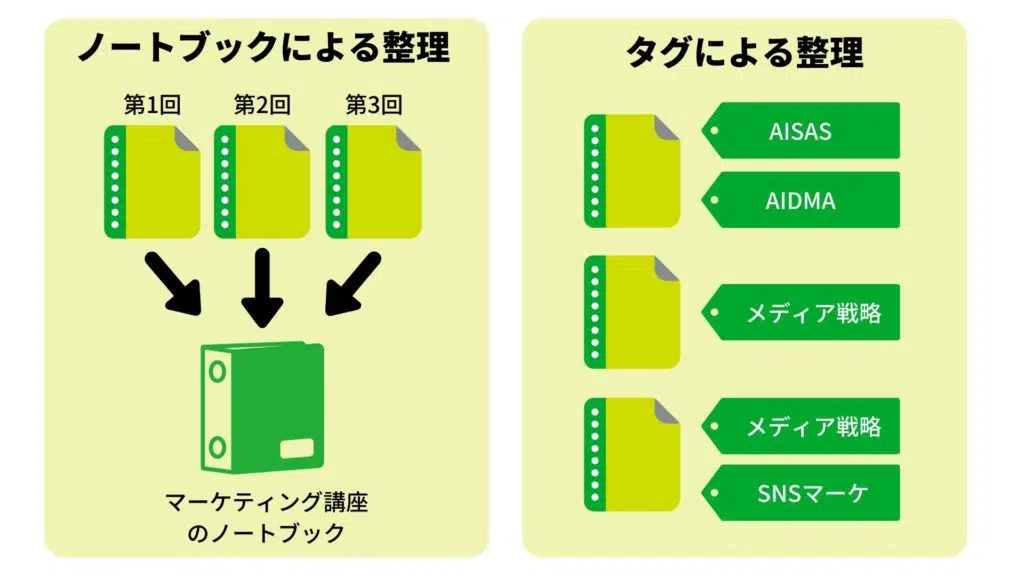 ノートブックによる整理
第1回
第2回
第3回
マーケティング講座
のノートブック
タグによる整理
AISAS
AIDMA
メディア戦略
メディア戦略
SNSマーケ